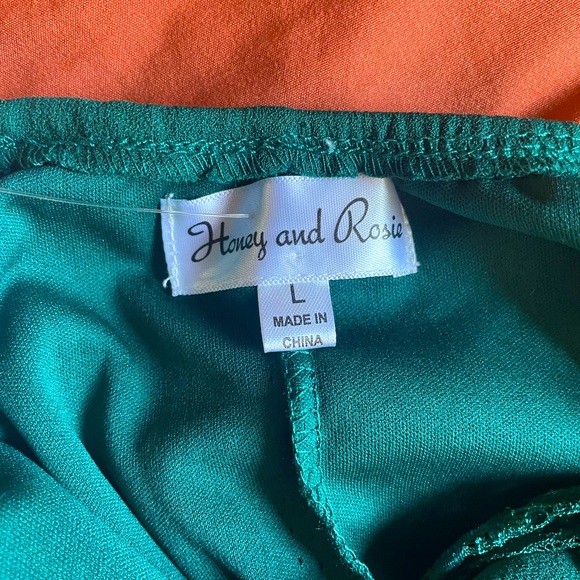 Honey and Rosie
L
MADE IN
CHINA